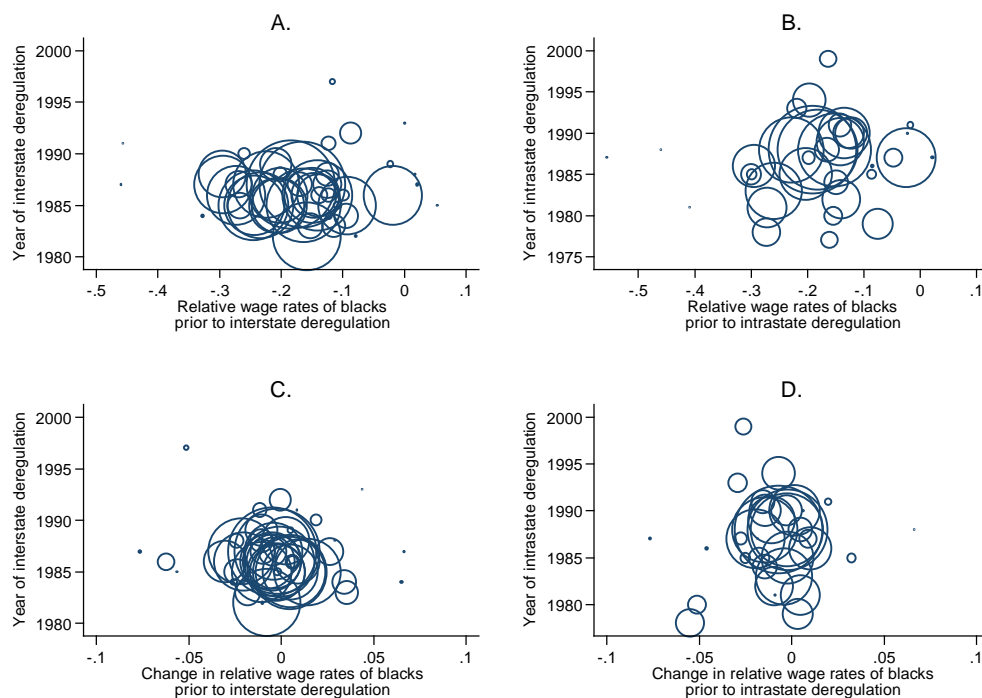 A.
Year of interstate deregulation
2000
1995
1990
1985
1980
-.5 -.4 -.3 -.2 -.1 0 .1
Relative wage rates of blacks
prior to interstate deregulation
B.
Year of intrastate deregulation
2000
1995
1990
1985
1980
1975
-.5 -.4 -.3 -.2 -.1 0 .1
Relative wage rates of blacks
prior to intrastate deregulation
C.
Year of interstate deregulation
2000
1995
1990
1985
1980
-.1 -.05 0 .05 .1
Change in relative wage rates of blacks
prior to interstate deregulation
D.
Year of intrastate deregulation
2000
1995
1990
1985
1980
-.1 -.05 0 .05 .1
Change in relative wage rates of blacks
prior to intrastate deregulation